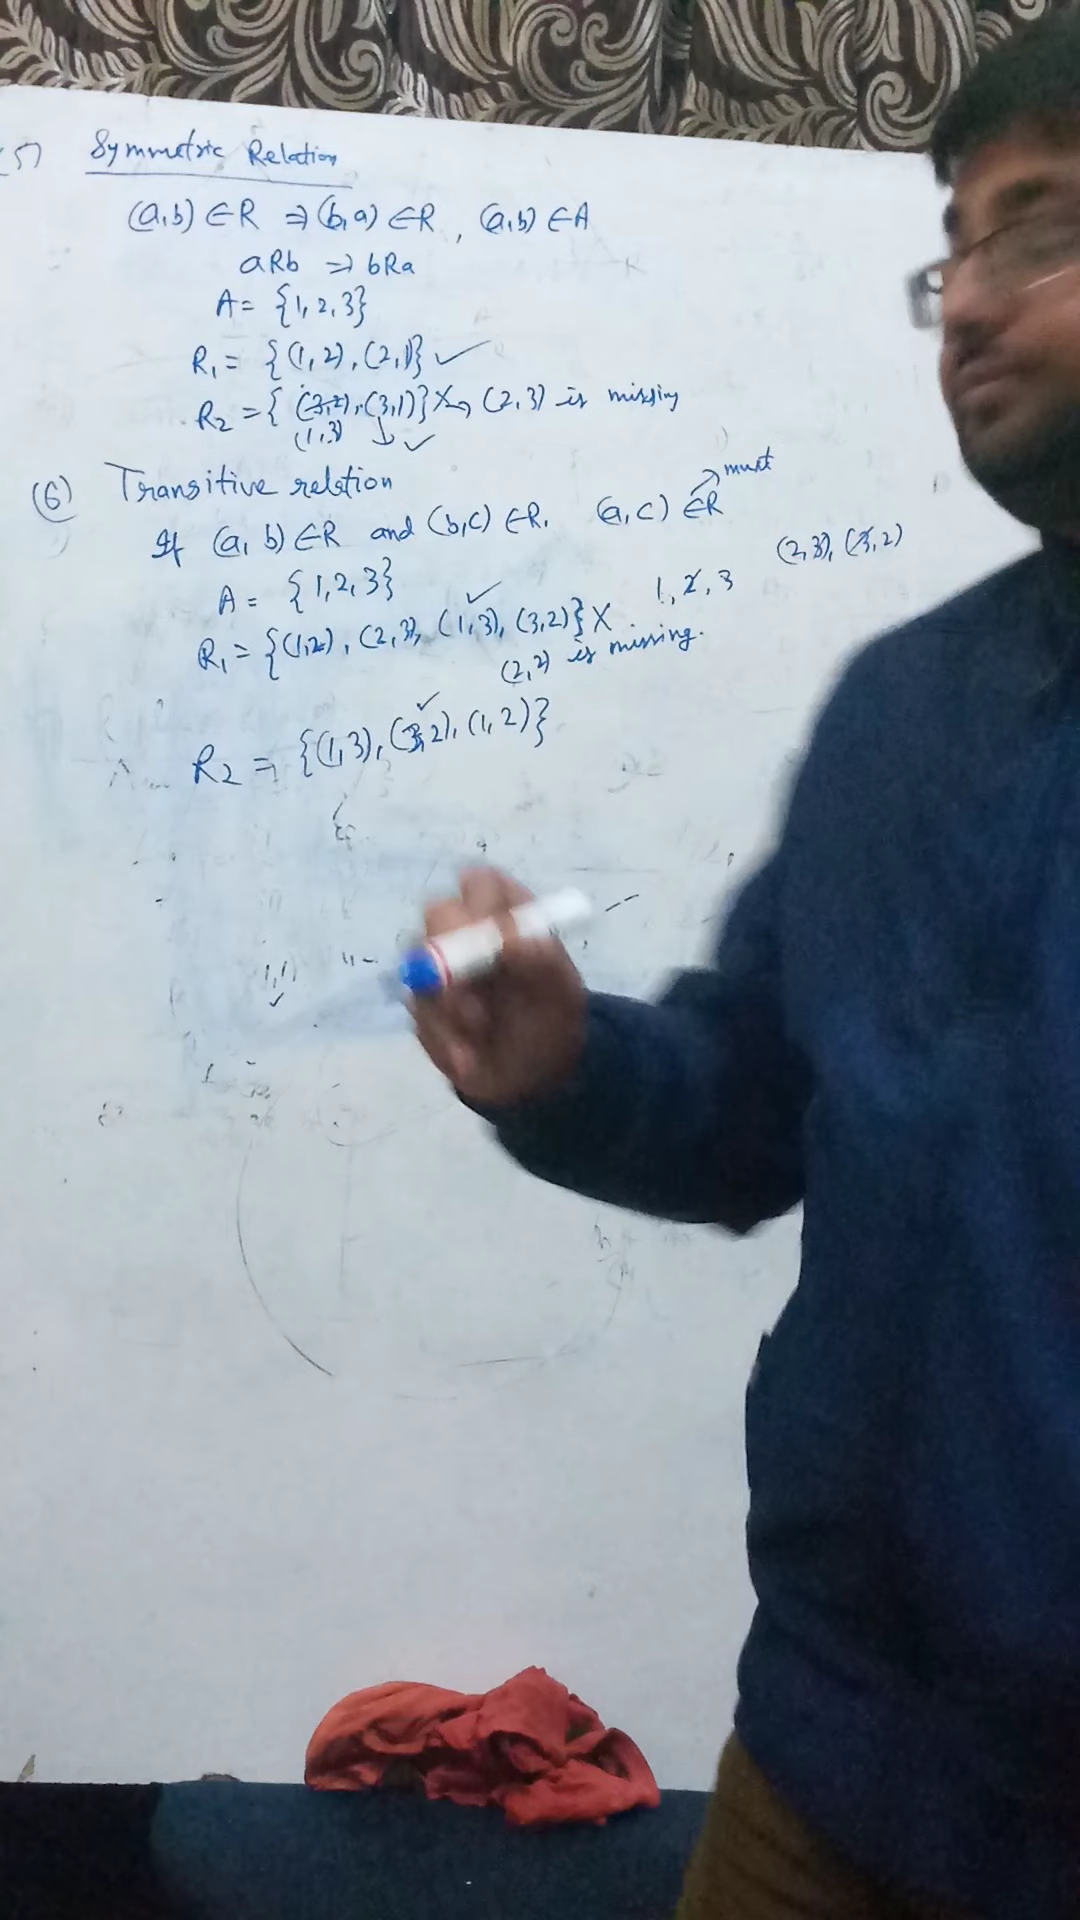 5)
Symmetric Relation
(a,b) ∈R ⇒ (b,a) ∈R , (a,b) ∈A
aRb ⇒ bRa
A= {1,2,3}
R₁= {(1,2),(2,1)} ✓
R₂={ (3,2),(3,1)} X→ (2,3) is missing
(1,3) ↓ ✓
(6) Transitive relation
If (a, b) ∈R and (b,c) ∈R. (a,c) ∈R → must
A = {1,2,3} ✓ 1, 2, 3 (2,3), (3,2)
R₁= {(1,2), (2,3), (1,3), (3,2)} X
(2,2) is missing.
R₂ ⇒ {(1,3), (3,2), (1,2)} ✓
1,1)
✓